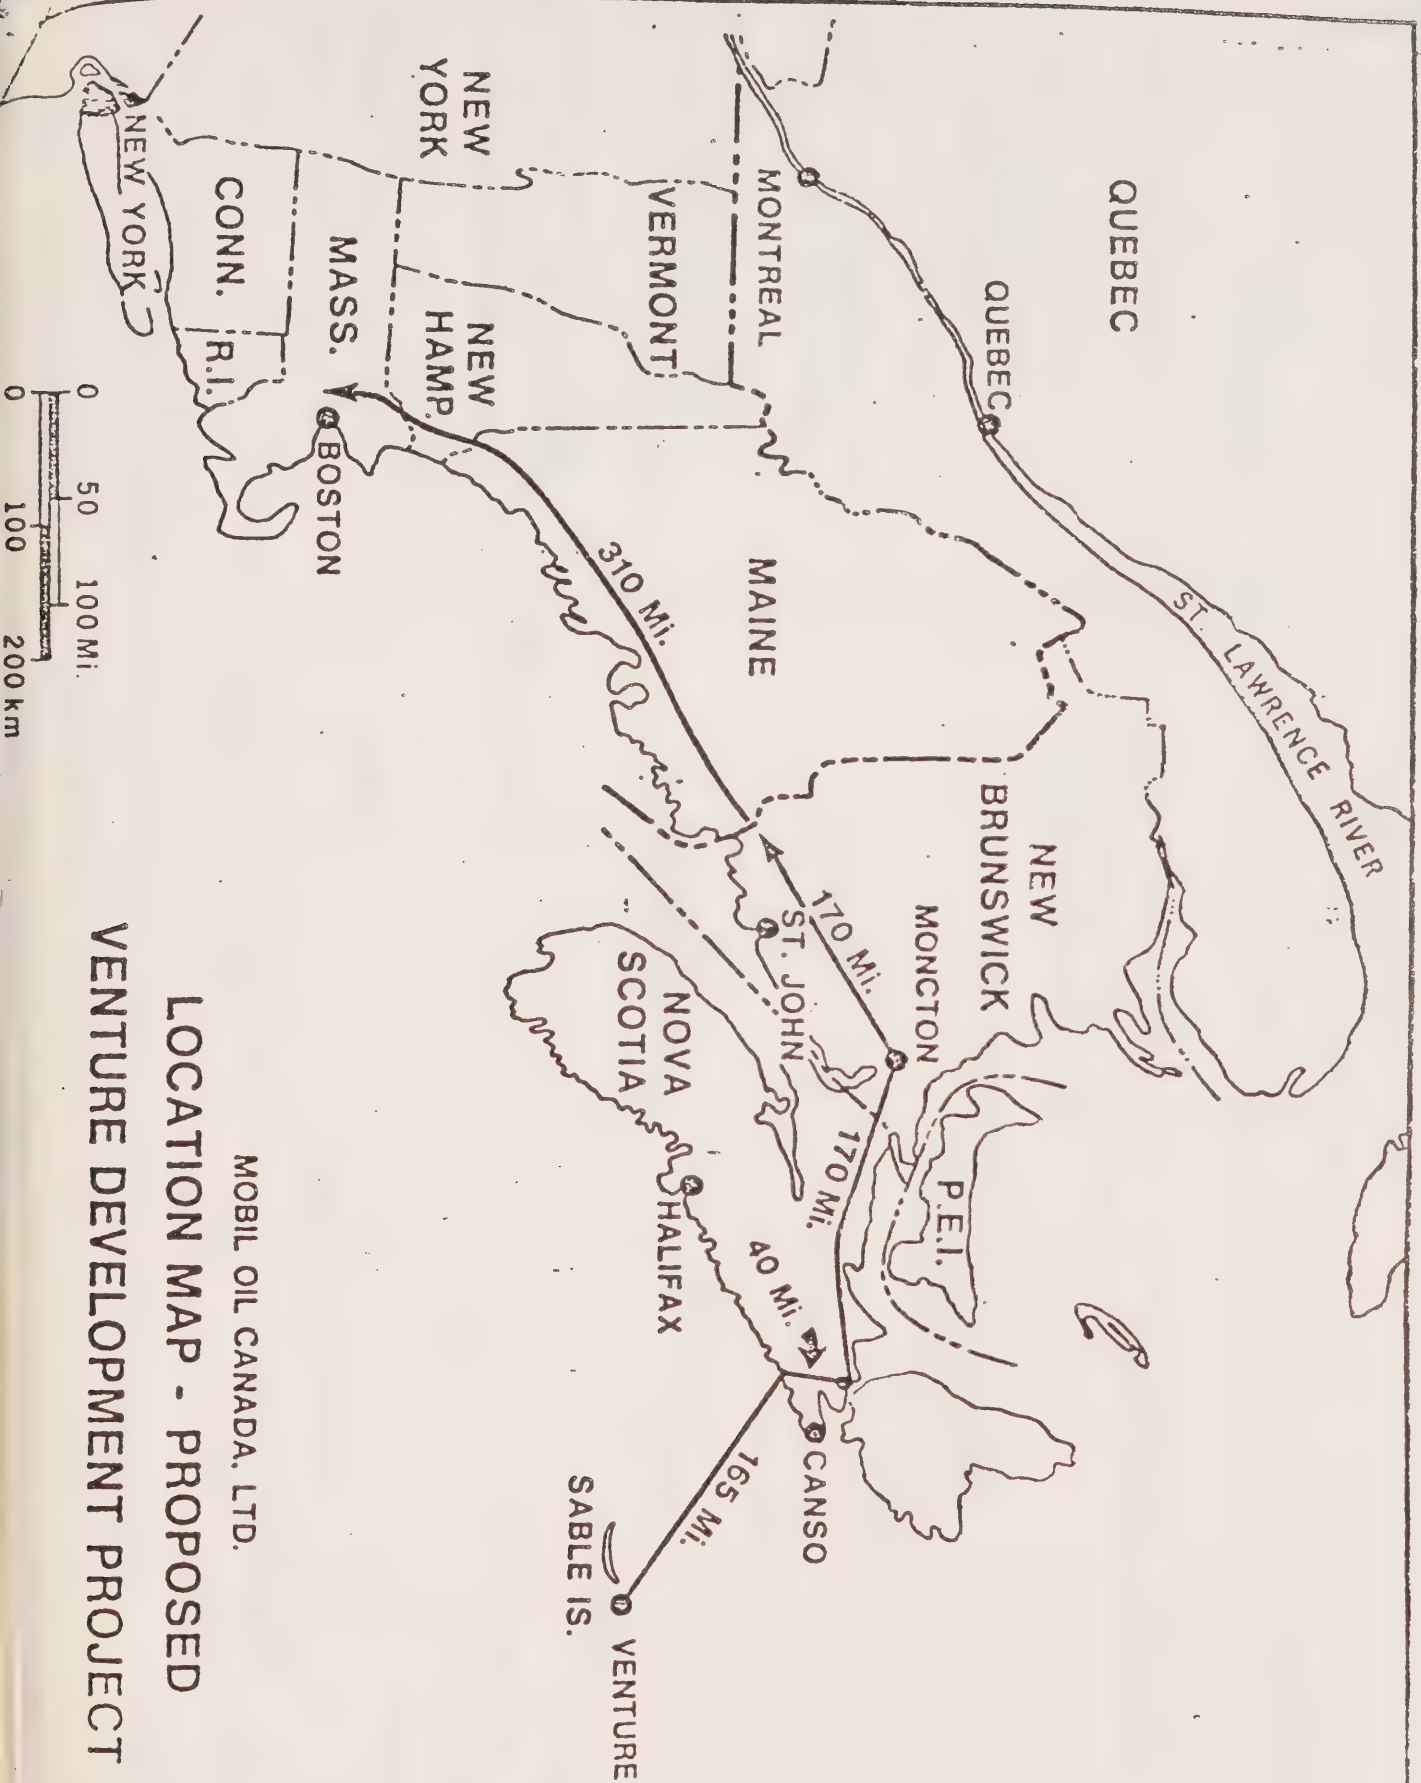 QUEBEC
QUEBEC
MONTREAL
ST. LAWRENCE RIVER
NEW
YORK
VERMONT
NEW
HAMP.
MASS.
CONN.
R.I.
NEW YORK
BOSTON
MAINE
310 Mi.
NEW
BRUNSWICK
MONCTON
170 Mi.
ST. JOHN
P.E.I.
170 Mi.
NOVA
SCOTIA
HALIFAX
40 Mi.
CANSO
165 Mi.
SABLE IS.
VENTURE
0 50 100 Mi.
0 100 200 km
MOBIL OIL CANADA, LTD.
LOCATION MAP - PROPOSED
VENTURE DEVELOPMENT PROJECT